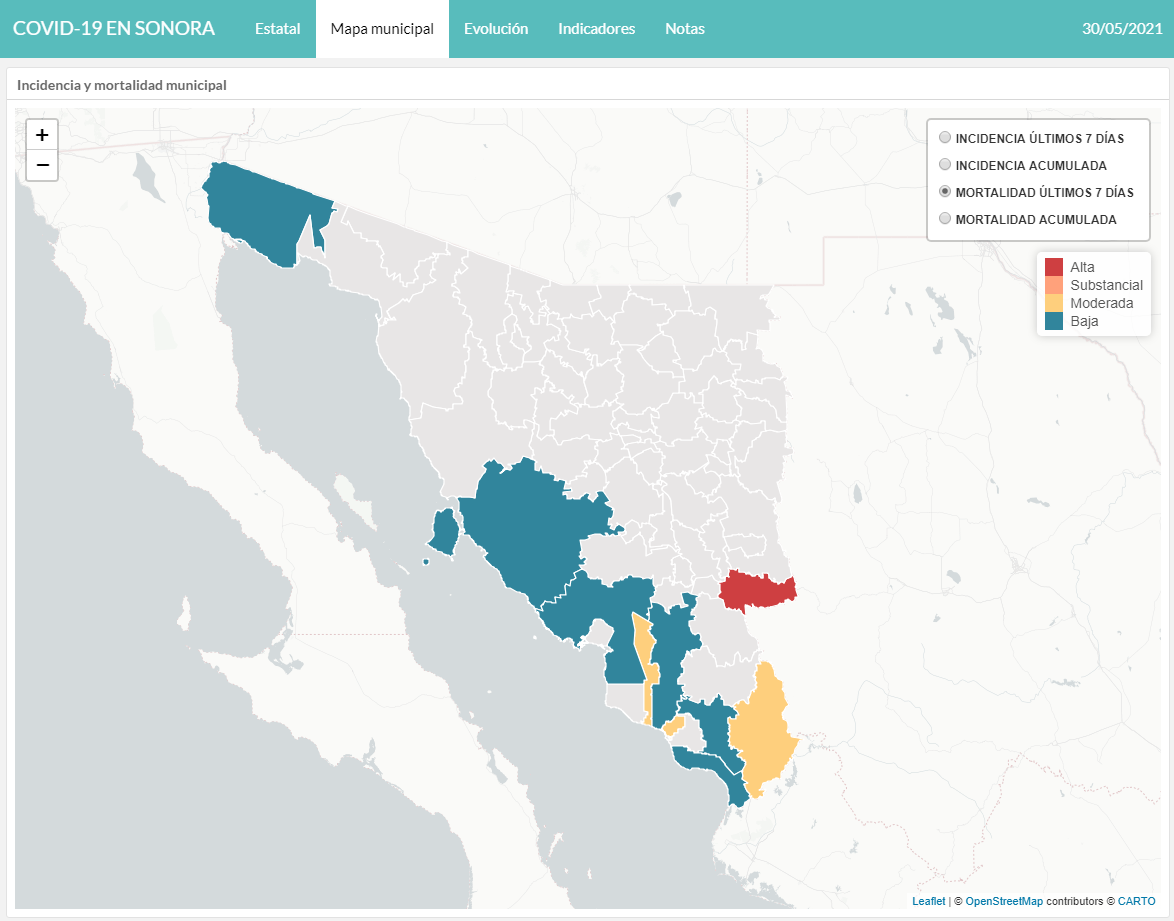 COVID-19 EN SONORA Estatal Mapa municipal Evolución Indicadores Notas 30/05/2021
Incidencia y mortalidad municipal
+
−
INCIDENCIA ÚLTIMOS 7 DÍAS
INCIDENCIA ACUMULADA
MORTALIDAD ÚLTIMOS 7 DÍAS
MORTALIDAD ACUMULADA
Alta
Substancial
Moderada
Baja
Leaflet | © OpenStreetMap contributors © CARTO